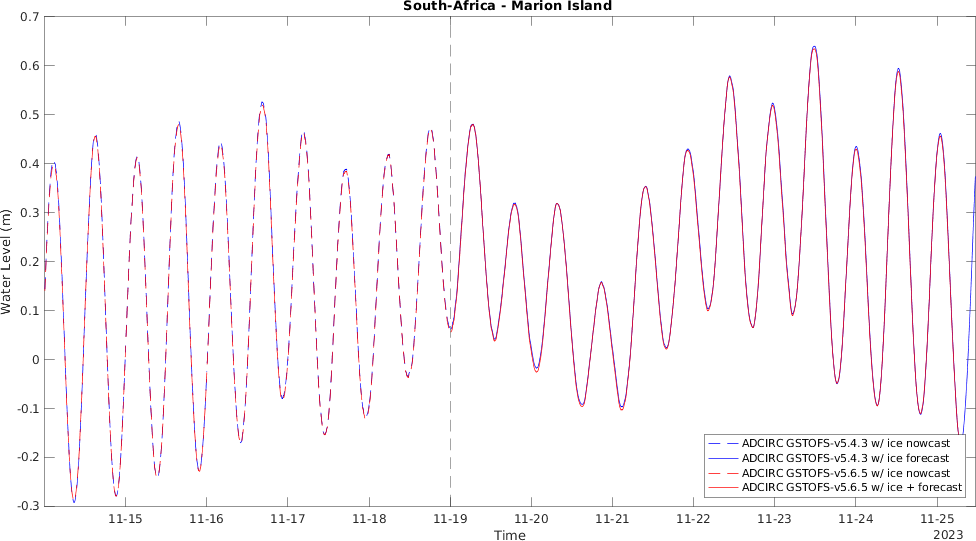 South-Africa - Marion Island
0.7
0.6
0.5
0.4
0.3
0.2
0.1
0
-0.1
-0.2
-0.3
Water Level (m)
ADCIRC GSTOFS-v5.4.3 w/ ice nowcast
ADCIRC GSTOFS-v5.4.3 w/ ice forecast
ADCIRC GSTOFS-v5.6.5 w/ ice nowcast
ADCIRC GSTOFS-v5.6.5 w/ ice + forecast
11-15 11-16 11-17 11-18 11-19 11-20 11-21 11-22 11-23 11-24 11-25
Time 2023